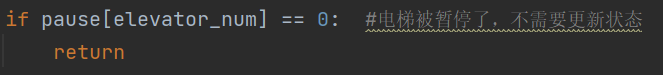 if pause[elevator_num] == 0:  #电梯被暂停了，不需要更新状态
    return